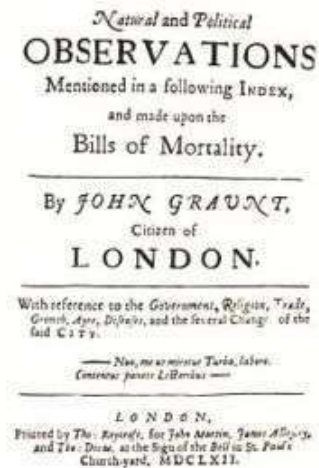 Natural and Political
OBSERVATIONS
Mentioned in a following INDEX,
and made upon the
Bills of Mortality.
By JOHN GRAUNT,
Citizen of
LONDON.
With reference to the Government, Religion, Trade,
Growth, Ayre, Diseases, and the several Changes of the
said CITY.
—— Non, me ut miretur Turba, laboro.
Contentus paucis Lectoribus ——
LONDON,
Printed by Tho: Roycroft, for John Martin, James Allestry,
and Tho: Dicas, at the Sign of the Bell in St. Paul's
Church-yard, MDCLXII.